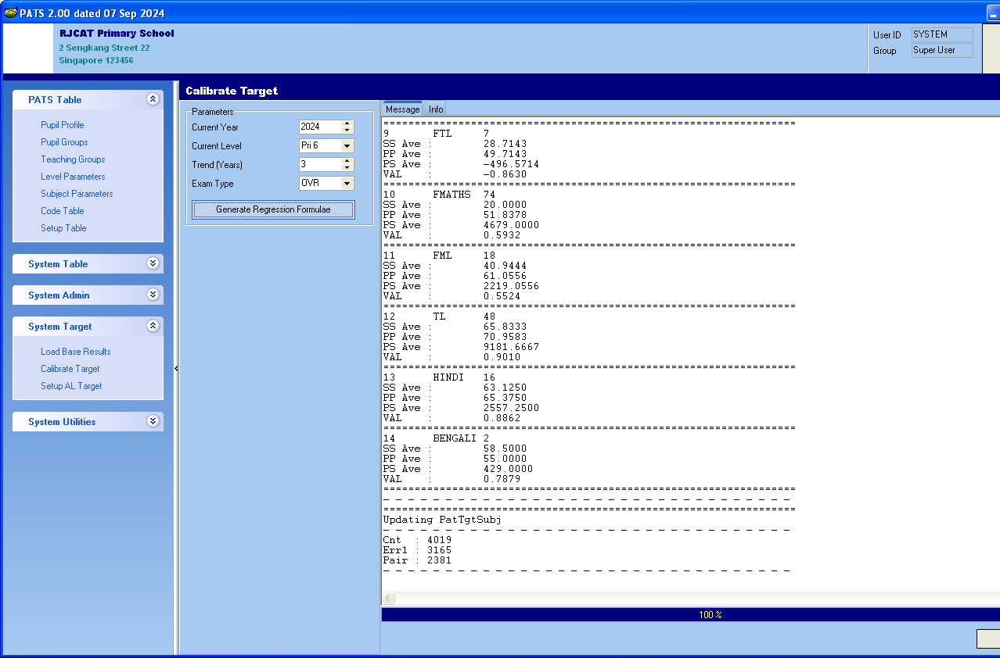 PATS 2.00 dated 07 Sep 2024
RJCAT Primary School
2 Sengkang Street 22
Singapore 123456
User ID SYSTEM
Group Super User
PATS Table
Pupil Profile
Pupil Groups
Teaching Groups
Level Parameters
Subject Parameters
Code Table
Setup Table
System Table
System Admin
System Target
Load Base Results
Calibrate Target
Setup AL Target
System Utilities
Calibrate Target
Parameters
Current Year 2024
Current Level Pri 6
Trend (Years) 3
Exam Type OVR
Generate Regression Formulae
Message Info
==================================================================
9 FTL 7
SS Ave : 28.7143
PP Ave : 49.7143
PS Ave : -496.5714
VAL : -0.8630
==================================================================
10 FMATHS 74
SS Ave : 20.0000
PP Ave : 51.8378
PS Ave : 4679.0000
VAL : 0.5932
==================================================================
11 FML 18
SS Ave : 40.9444
PP Ave : 61.0556
PS Ave : 2219.0556
VAL : 0.5524
==================================================================
12 TL 48
SS Ave : 65.8333
PP Ave : 70.9583
PS Ave : 9181.6667
VAL : 0.9010
==================================================================
13 HINDI 16
SS Ave : 63.1250
PP Ave : 65.3750
PS Ave : 2557.2500
VAL : 0.8862
==================================================================
14 BENGALI 2
SS Ave : 58.5000
PP Ave : 55.0000
PS Ave : 429.0000
VAL : 0.7879
==================================================================
- - - - - - - - - - - - - - - - - - - - - - - - - - - - - - - - -
==================================================================
Updating PatTgtSubj
- - - - - - - - - - - - - - - - - - - - - - - - - - - - - - - - -
Cnt : 4019
Err1 : 3165
Pair : 2381
- - - - - - - - - - - - - - - - - - - - - - - - - - - - - - - - -
100 %